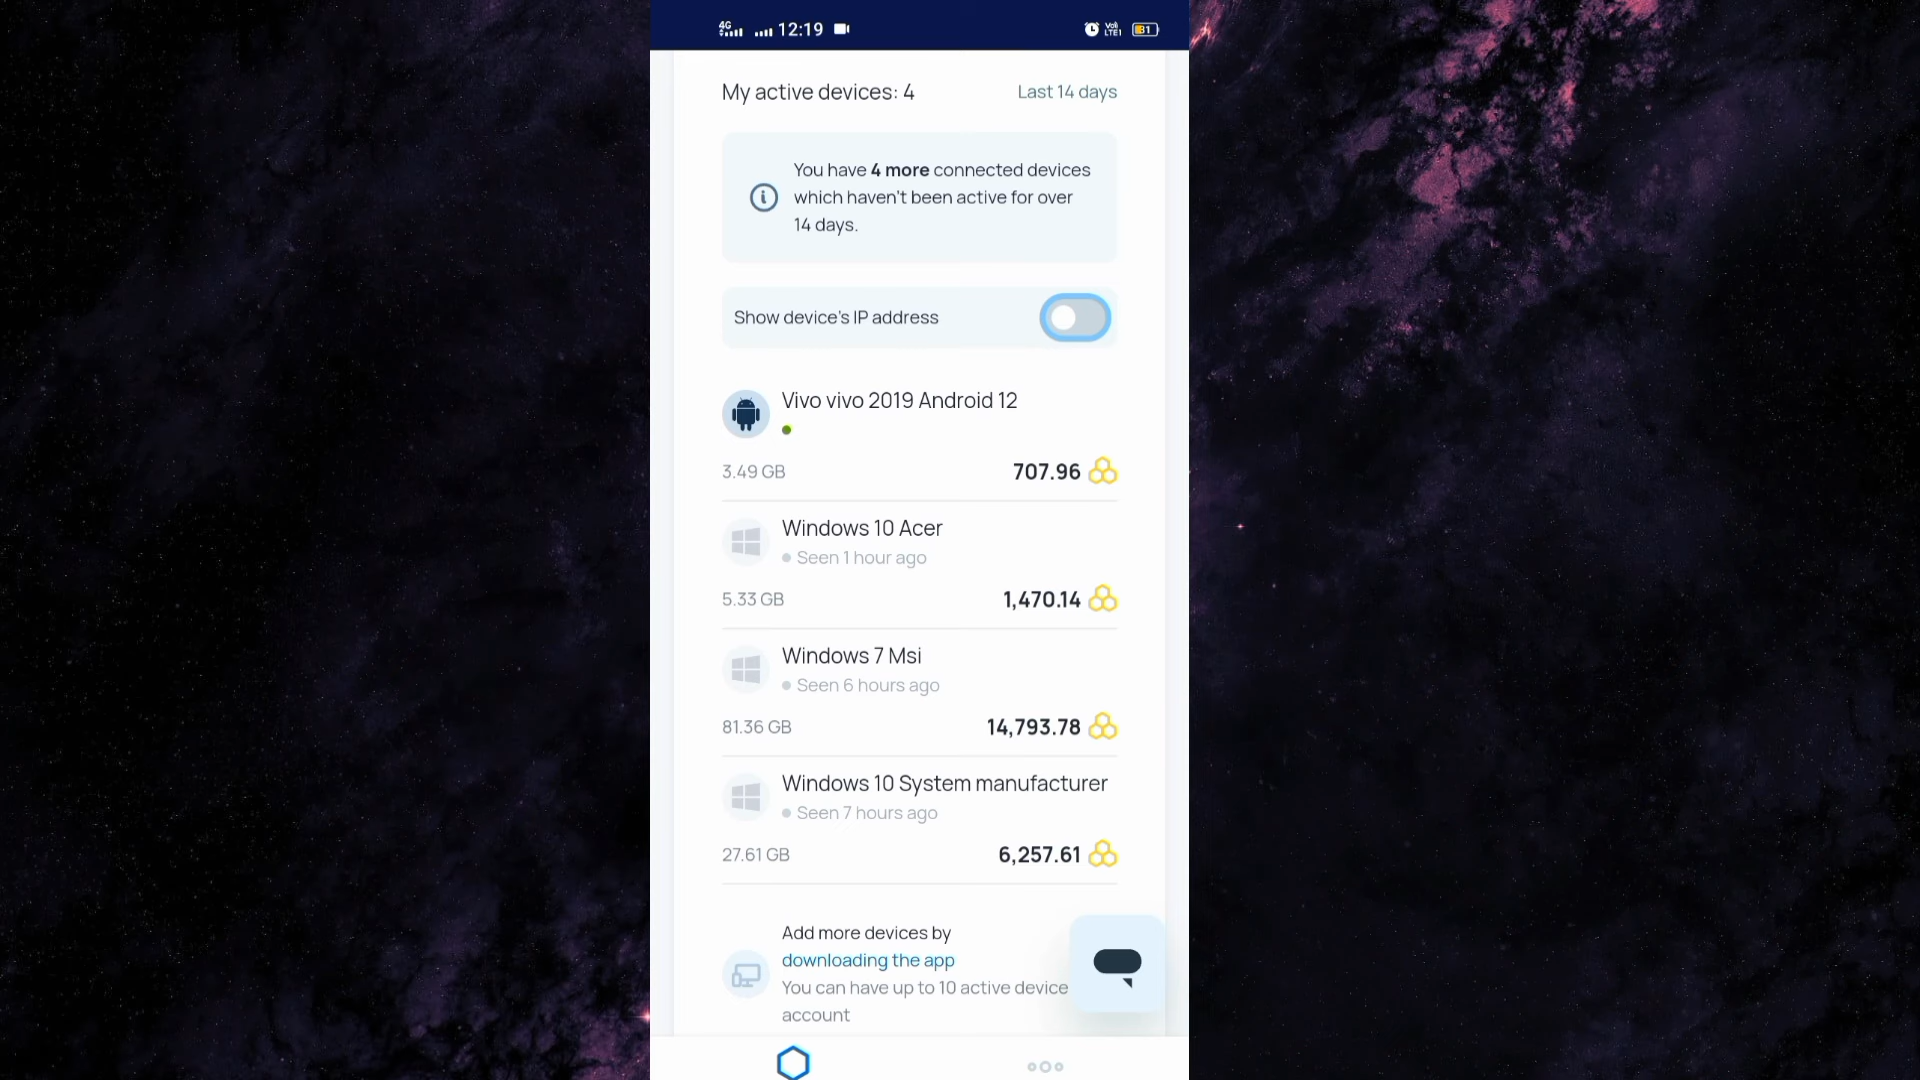 4G 12:19 Vol) LTE1 31
My active devices: 4 Last 14 days
You have 4 more connected devices
which haven't been active for over
14 days.
Show device's IP address
Vivo vivo 2019 Android 12
3.49 GB 707.96
Windows 10 Acer
Seen 1 hour ago
5.33 GB 1,470.14
Windows 7 Msi
Seen 6 hours ago
81.36 GB 14,793.78
Windows 10 System manufacturer
Seen 7 hours ago
27.61 GB 6,257.61
Add more devices by
downloading the app
You can have up to 10 active device
account